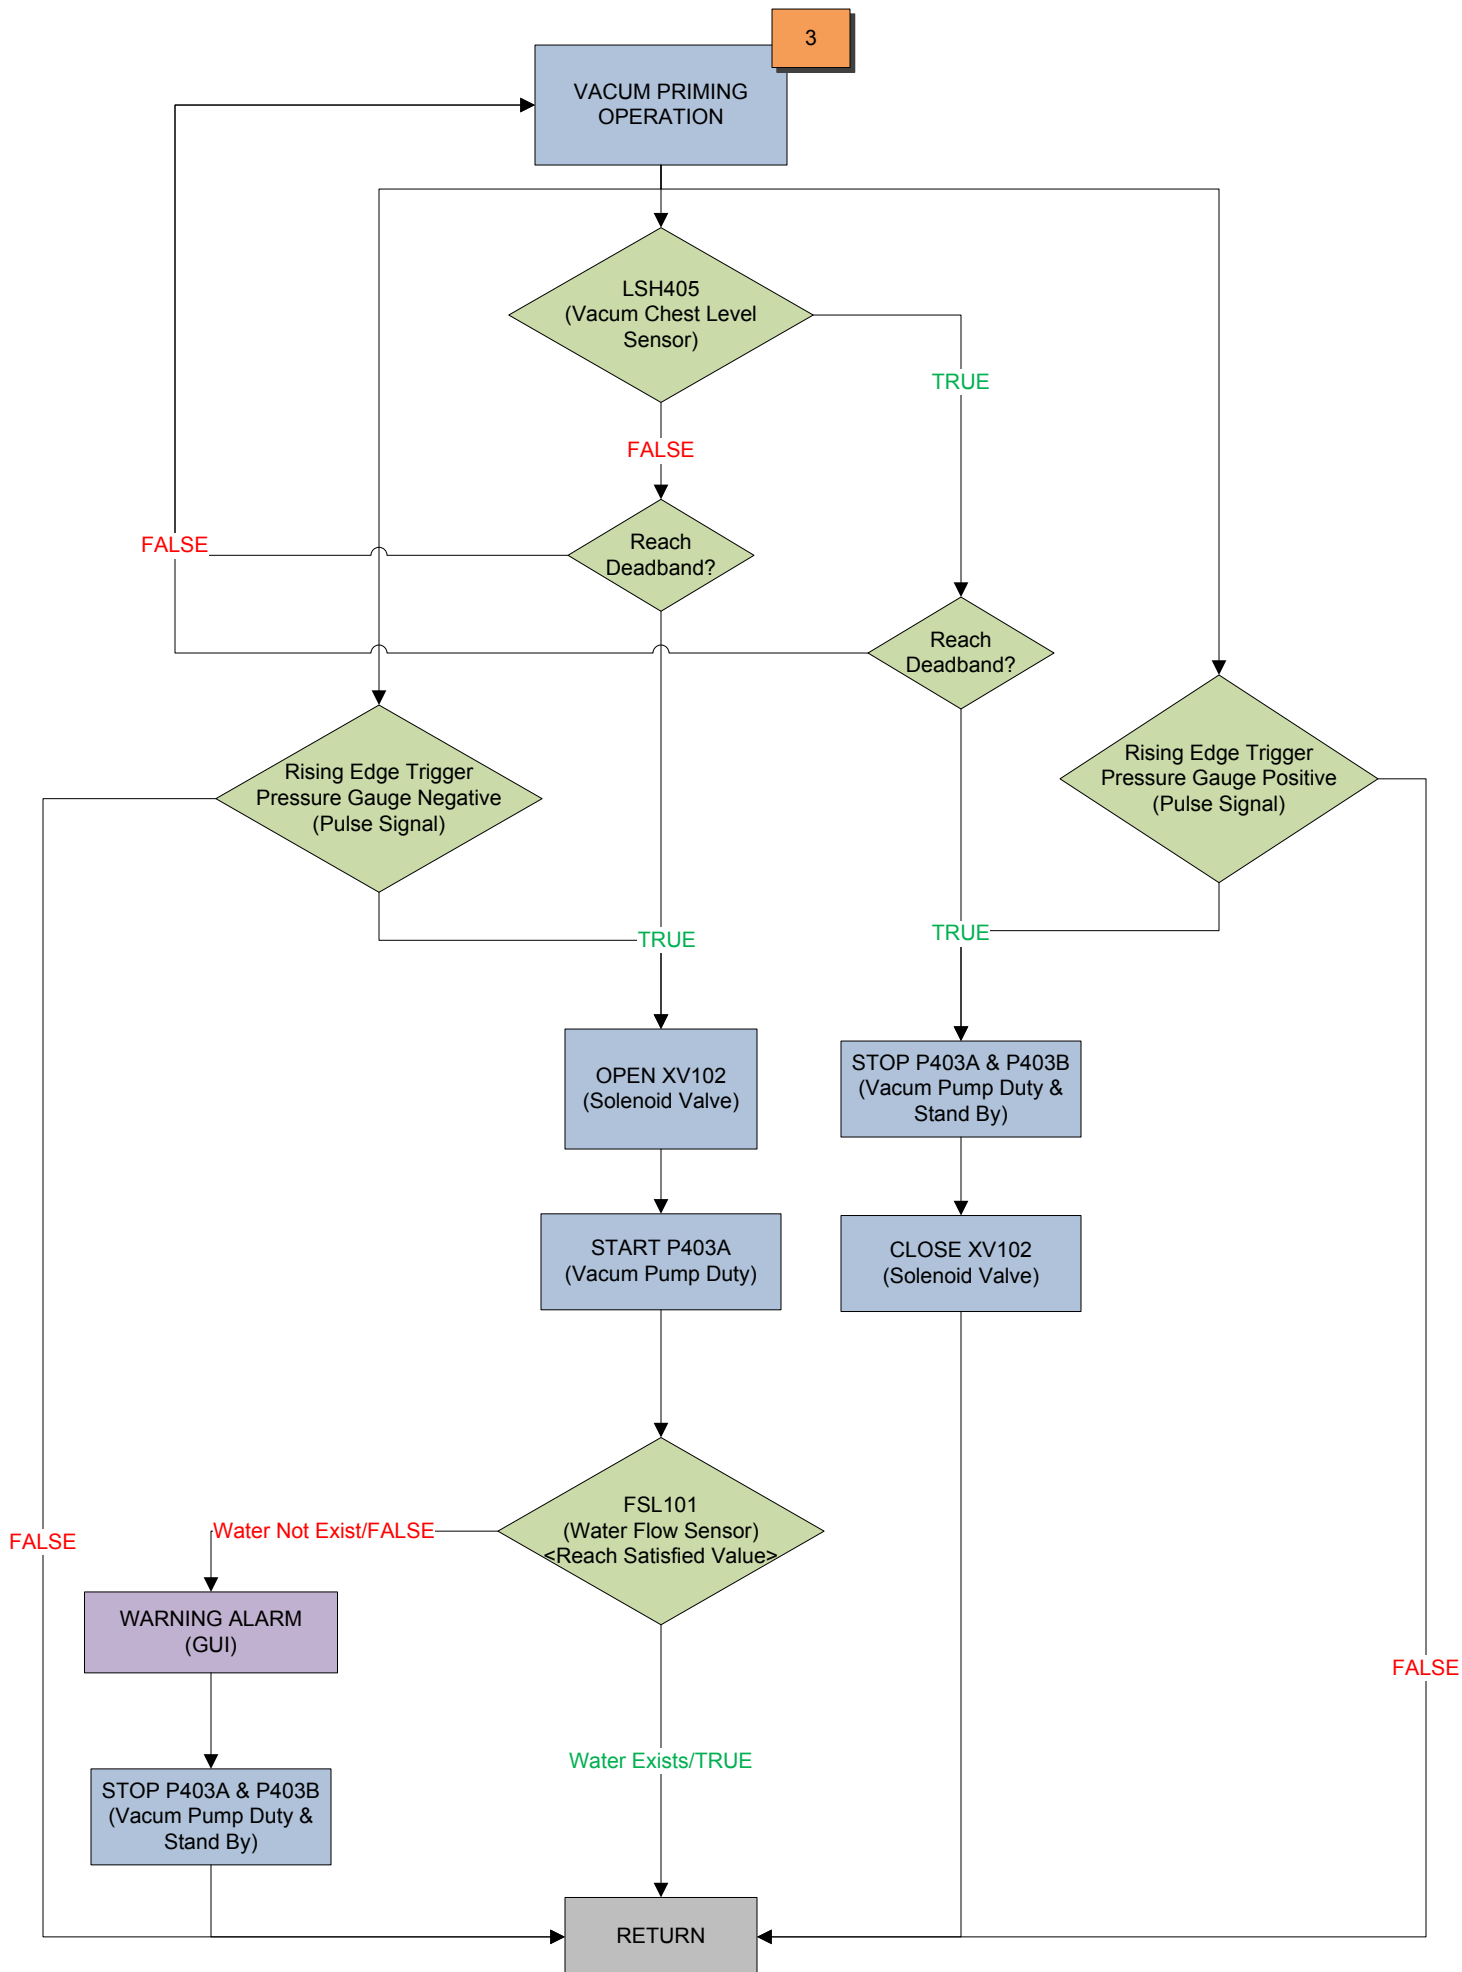 3
VACUM PRIMING
OPERATION
LSH405
(Vacum Chest Level
Sensor)
TRUE
FALSE
FALSE
Reach
Deadband?
Reach
Deadband?
Rising Edge Trigger
Pressure Gauge Negative
(Pulse Signal)
Rising Edge Trigger
Pressure Gauge Positive
(Pulse Signal)
TRUE
TRUE
OPEN XV102
(Solenoid Valve)
STOP P403A & P403B
(Vacum Pump Duty &
Stand By)
START P403A
(Vacum Pump Duty)
CLOSE XV102
(Solenoid Valve)
FSL101
(Water Flow Sensor)
<Reach Satisfied Value>
Water Not Exist/FALSE
FALSE
WARNING ALARM
(GUI)
FALSE
Water Exists/TRUE
STOP P403A & P403B
(Vacum Pump Duty &
Stand By)
RETURN